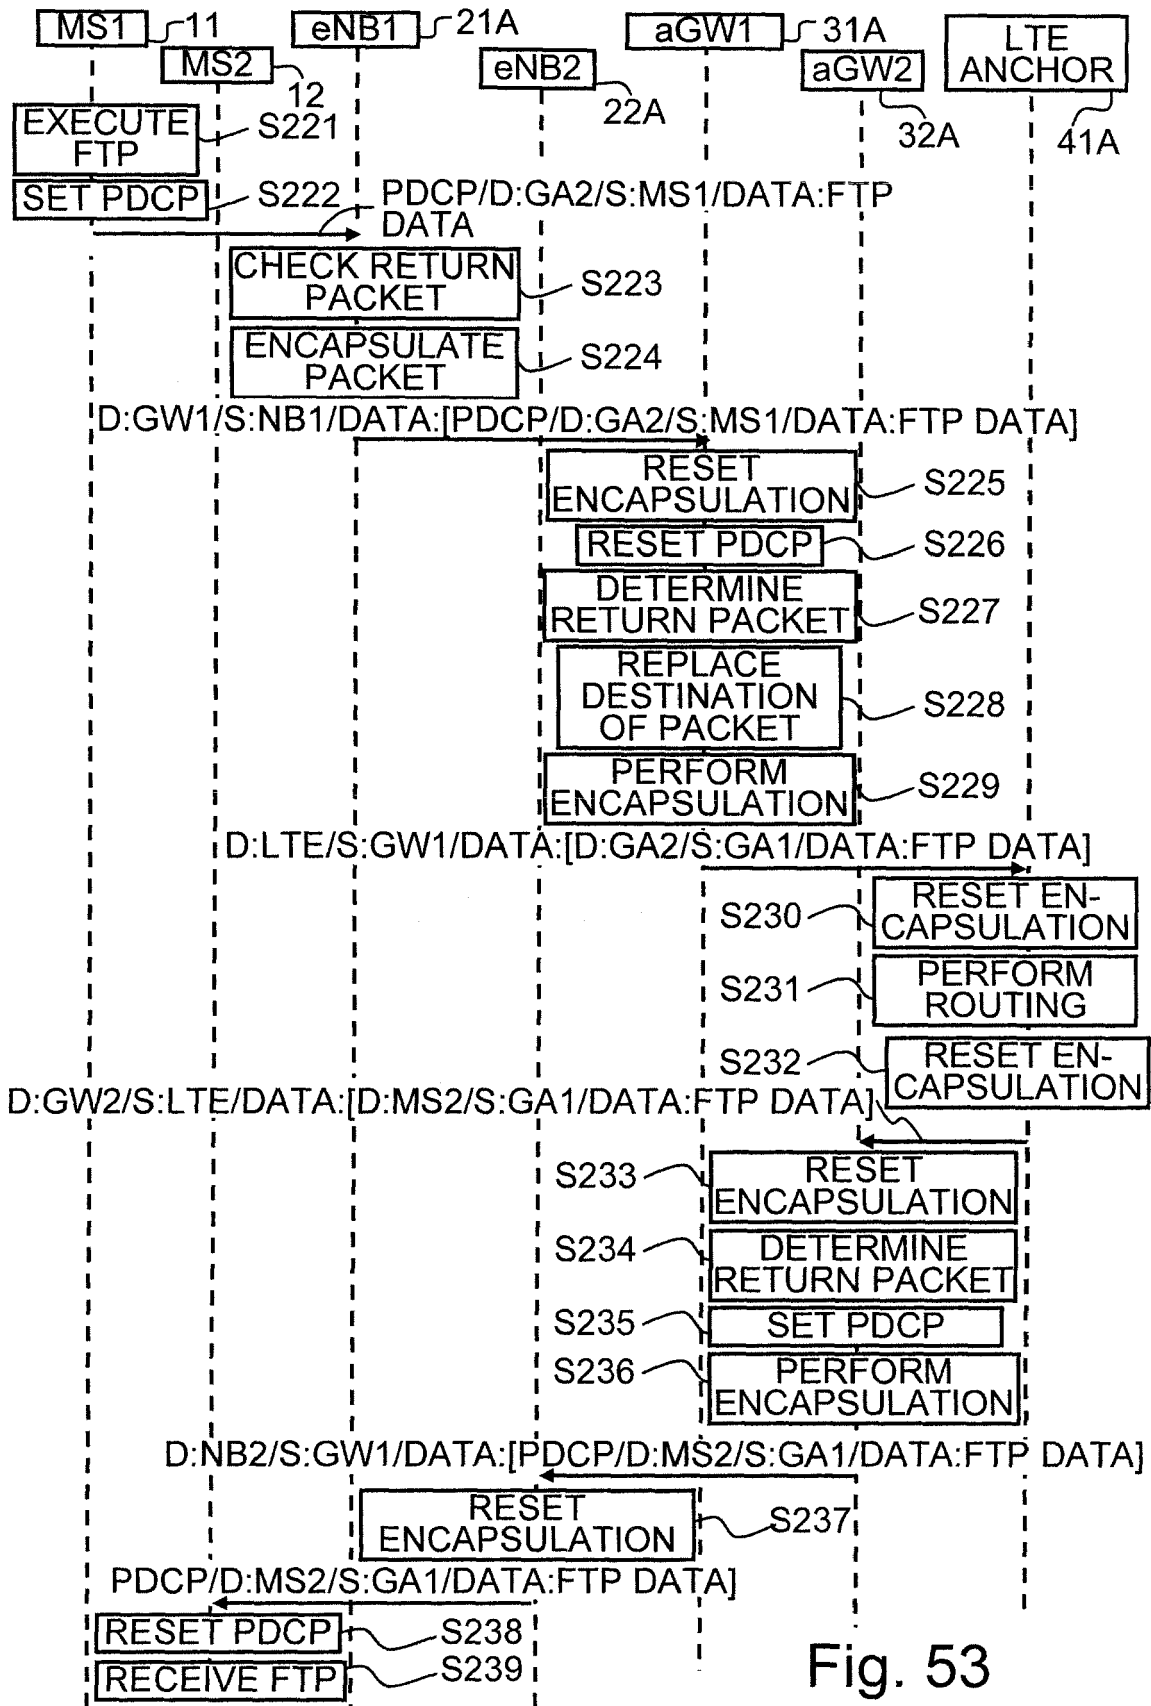 MS1
11
eNB1
21A
aGW1
31A
LTE
ANCHOR
MS2
12
eNB2
22A
aGW2
32A
41A
EXECUTE
FTP
S221
SET PDCP
S222
PDCP/D:GA2/S:MS1/DATA:FTP
DATA
CHECK RETURN
PACKET
S223
ENCAPSULATE
PACKET
S224
D:GW1/S:NB1/DATA:[PDCP/D:GA2/S:MS1/DATA:FTP DATA]
RESET
ENCAPSULATION
S225
RESET PDCP
S226
DETERMINE
RETURN PACKET
S227
REPLACE
DESTINATION
OF PACKET
S228
PERFORM
ENCAPSULATION
S229
D:LTE/S:GW1/DATA:[D:GA2/S:GA1/DATA:FTP DATA]
S230
RESET EN-
CAPSULATION
S231
PERFORM
ROUTING
S232
RESET EN-
CAPSULATION
D:GW2/S:LTE/DATA:[D:MS2/S:GA1/DATA:FTP DATA]
S233
RESET
ENCAPSULATION
S234
DETERMINE
RETURN PACKET
S235
SET PDCP
S236
PERFORM
ENCAPSULATION
D:NB2/S:GW1/DATA:[PDCP/D:MS2/S:GA1/DATA:FTP DATA]
RESET
ENCAPSULATION
S237
PDCP/D:MS2/S:GA1/DATA:FTP DATA]
RESET PDCP
S238
RECEIVE FTP
S239
Fig. 53